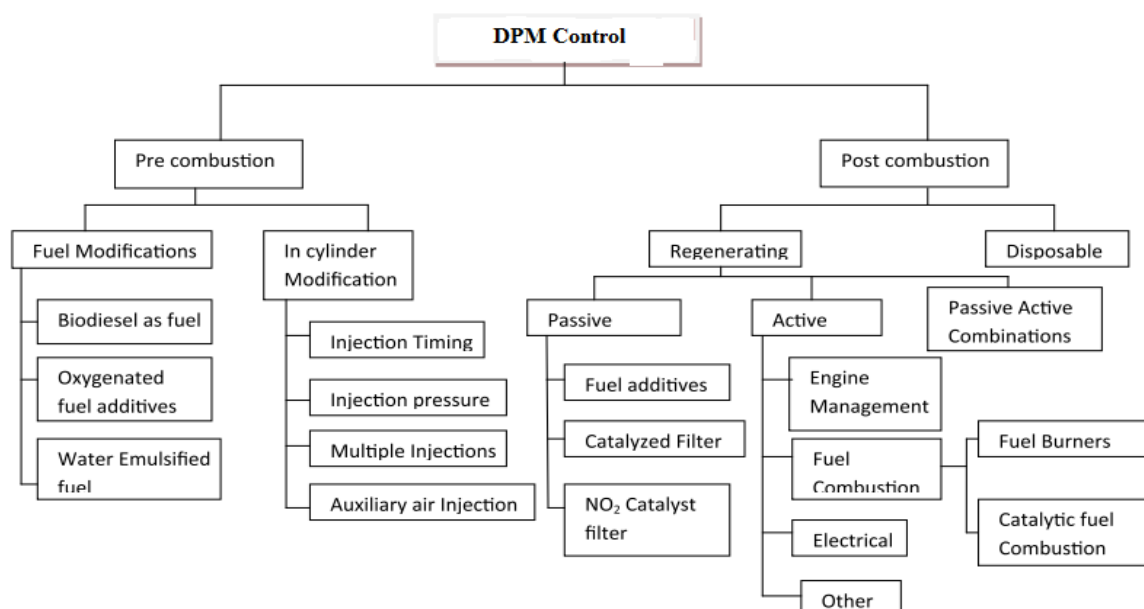 DPM Control
Pre combustion
Post combustion
Fuel Modifications
In cylinder
Modification
Regenerating
Disposable
Biodiesel as fuel
Oxygenated
fuel additives
Water Emulsified
fuel
Injection Timing
Injection pressure
Multiple Injections
Auxiliary air Injection
Passive
Active
Passive Active
Combinations
Fuel additives
Catalyzed Filter
NO₂ Catalyst
filter
Engine
Management
Fuel
Combustion
Electrical
Other
Fuel Burners
Catalytic fuel
Combustion